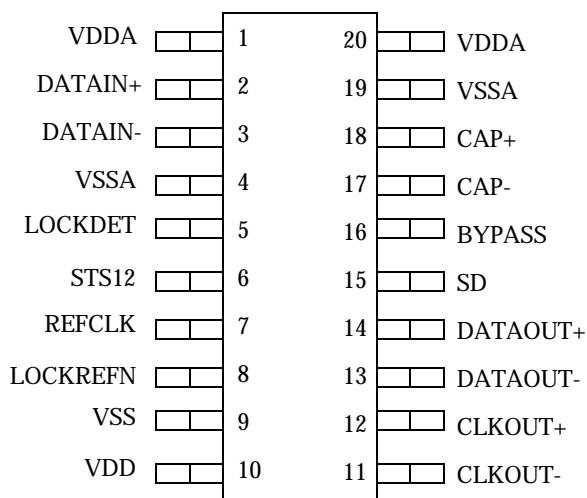 VDDA 1 20 VDDA
DATAIN+ 2 19 VSSA
DATAIN- 3 18 CAP+
VSSA 4 17 CAP-
LOCKDET 5 16 BYPASS
STS12 6 15 SD
REFCLK 7 14 DATAOUT+
LOCKREFN 8 13 DATAOUT-
VSS 9 12 CLKOUT+
VDD 10 11 CLKOUT-